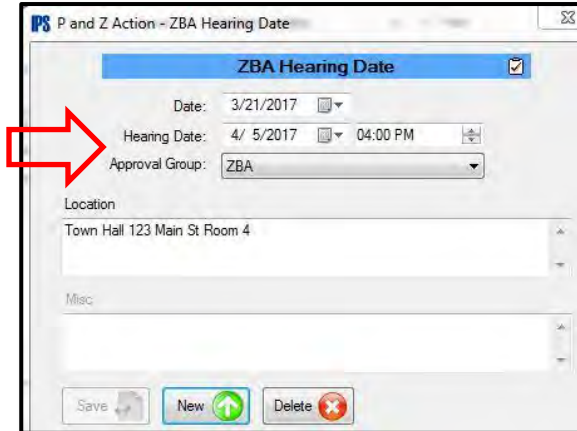 IPS P and Z Action - ZBA Hearing Date
ZBA Hearing Date
Date: 3/21/2017
Hearing Date: 4/ 5/2017 04:00 PM
Approval Group: ZBA
Location
Town Hall 123 Main St Room 4
Misc
Save New Delete